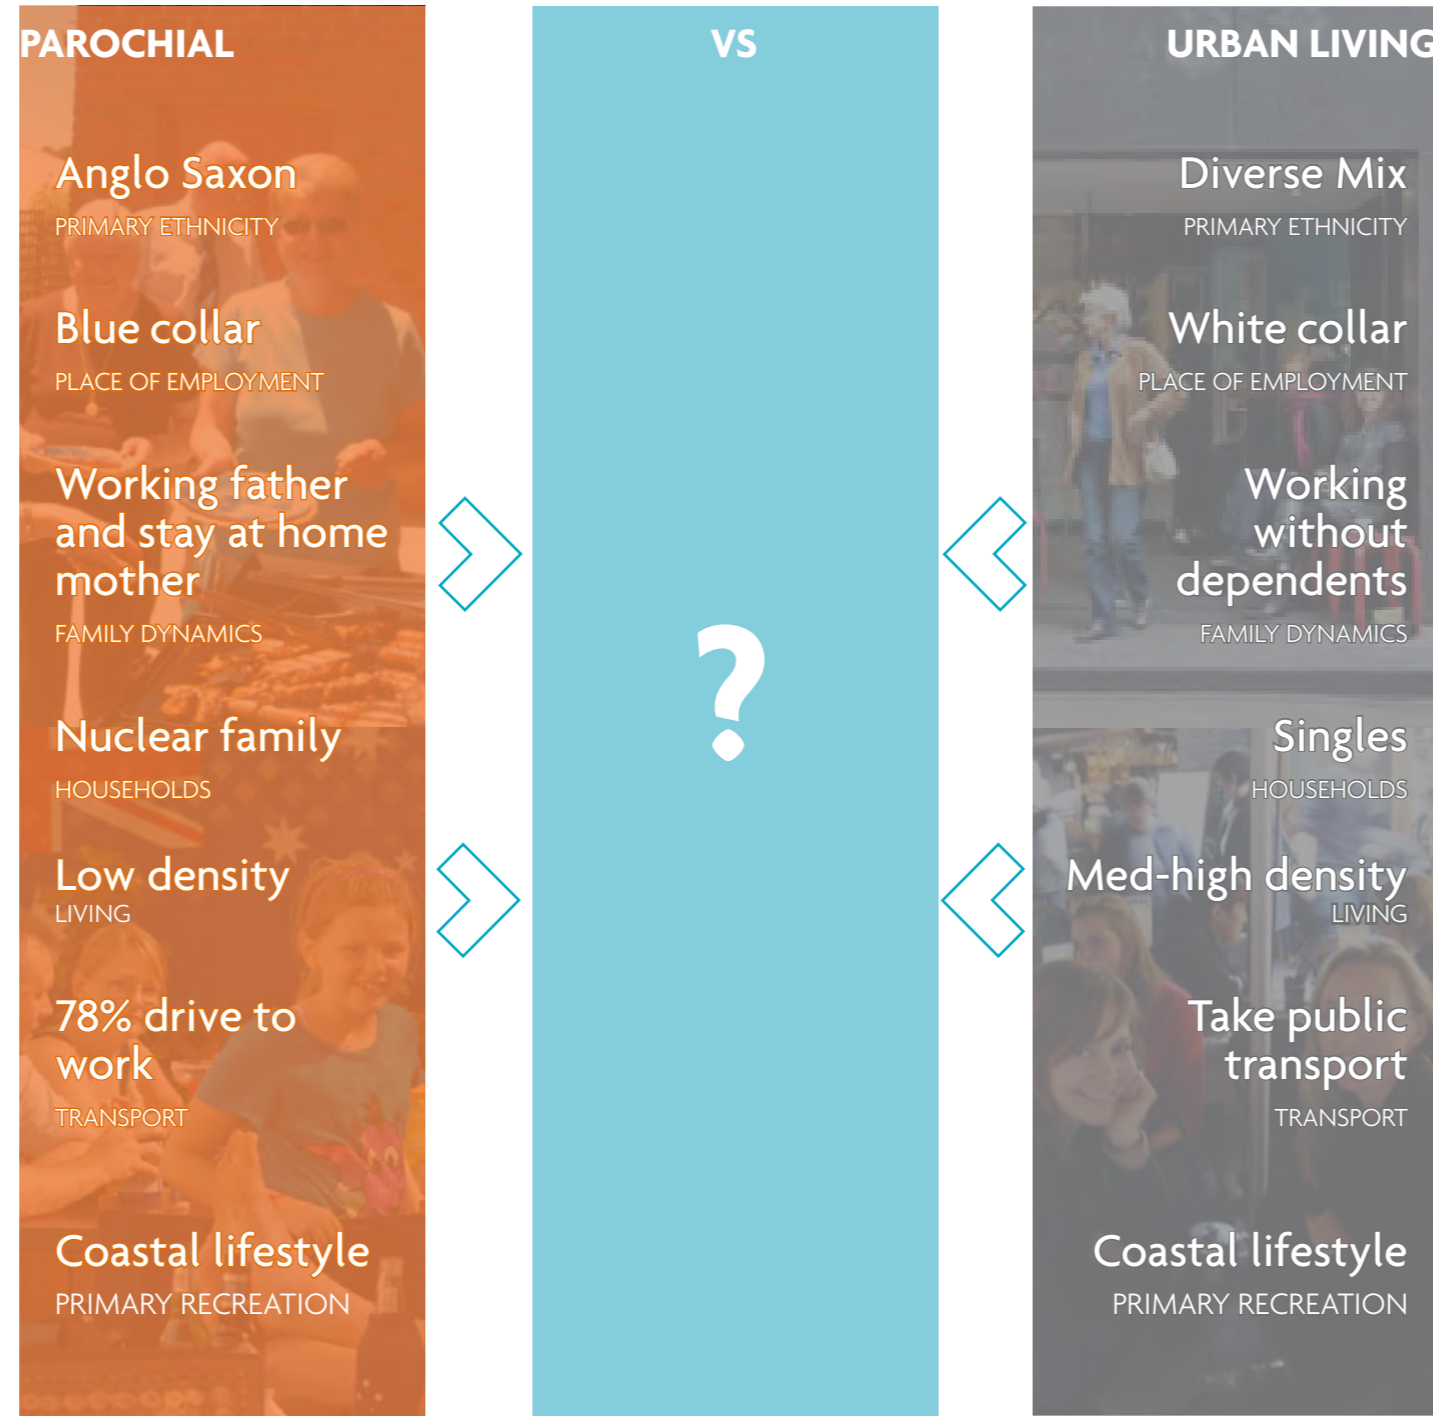 PAROCHIAL
Anglo Saxon
PRIMARY ETHNICITY
Blue collar
PLACE OF EMPLOYMENT
Working father
and stay at home
mother
FAMILY DYNAMICS
Nuclear family
HOUSEHOLDS
Low density
LIVING
78% drive to
work
TRANSPORT
Coastal lifestyle
PRIMARY RECREATION
VS
?
URBAN LIVING
Diverse Mix
PRIMARY ETHNICITY
White collar
PLACE OF EMPLOYMENT
Working
without
dependents
FAMILY DYNAMICS
Singles
HOUSEHOLDS
Med-high density
LIVING
Take public
transport
TRANSPORT
Coastal lifestyle
PRIMARY RECREATION